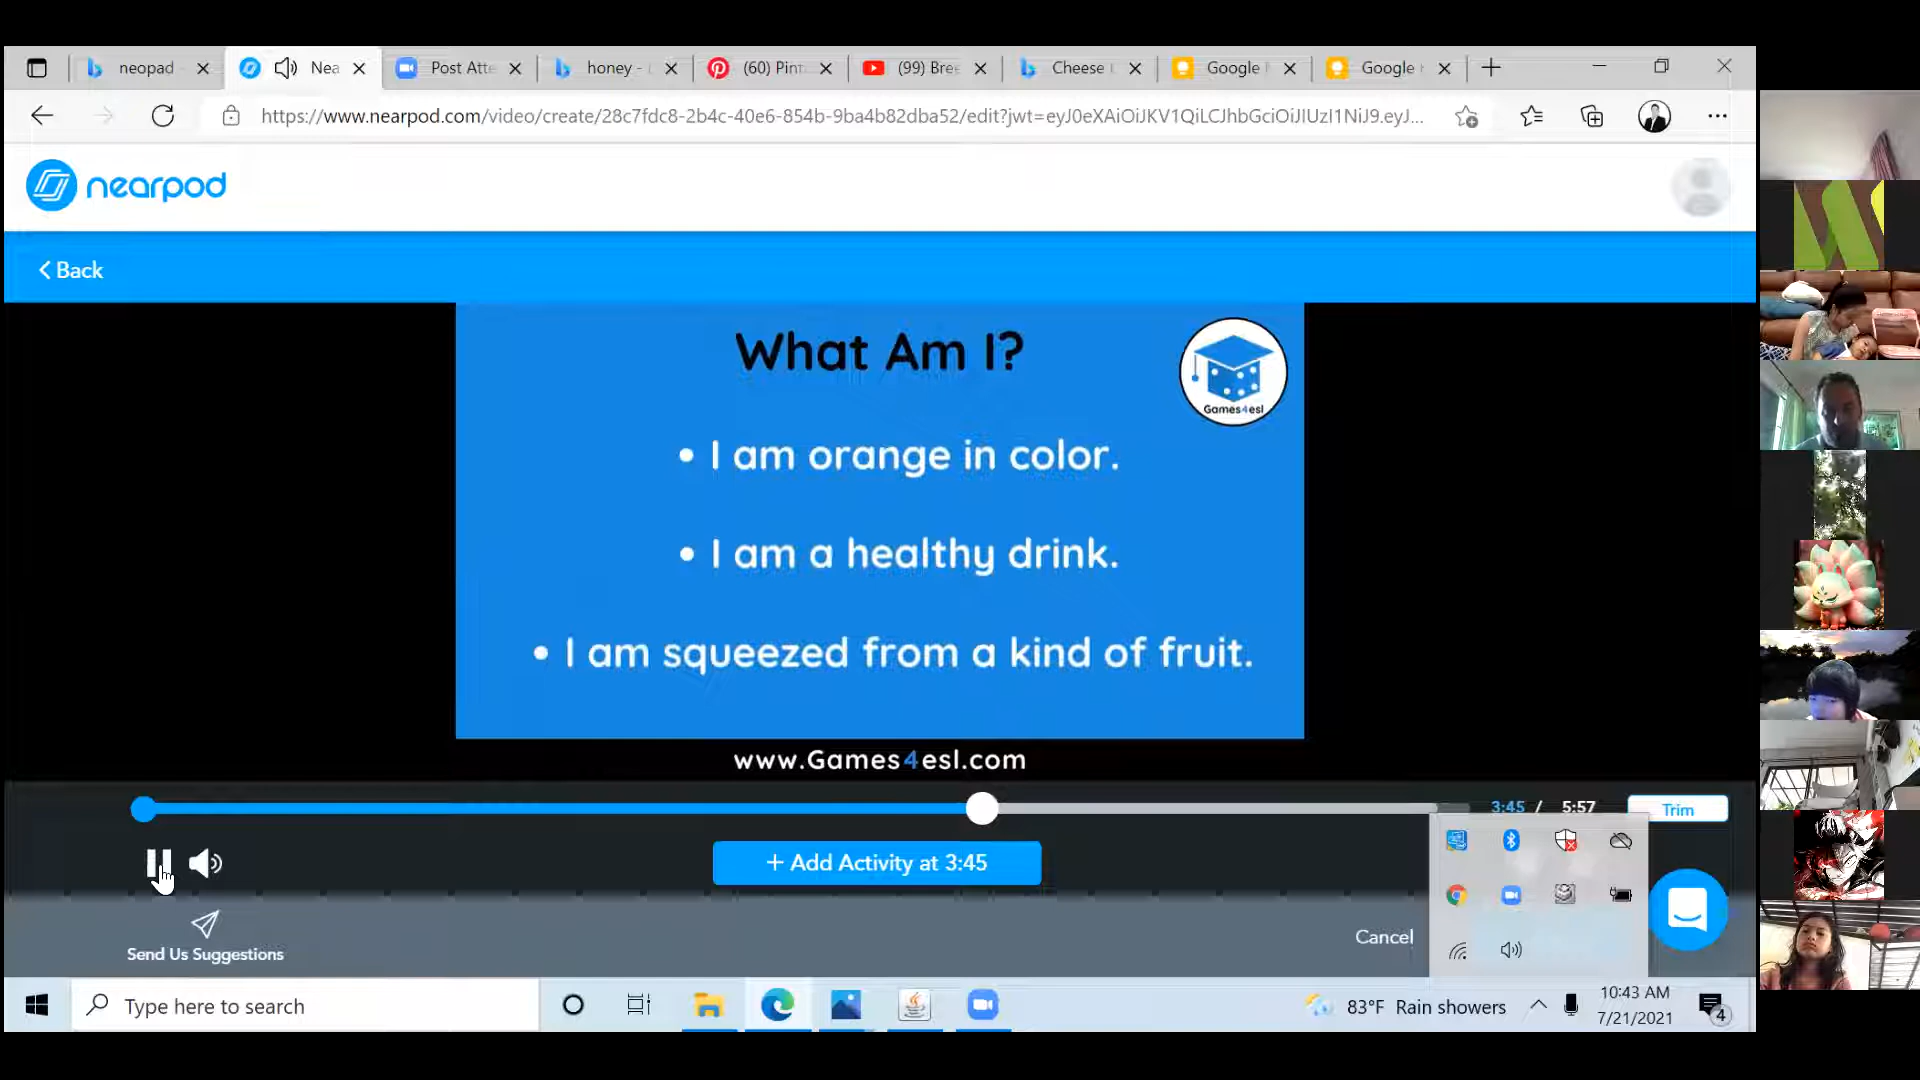 neopad
Nea
Post Atte
honey -
(60) Pint
(99) Bre
Cheese
Google
Google
https://www.nearpod.com/video/create/28c7fdc8-2b4c-40e6-854b-9ba4b82dba52/edit?jwt=eyJ0eXAiOiJKV1QiLCJhbGciOiJIUzI1NiJ9.eyJ...
nearpod
Back
What Am I?
Games4esl
• I am orange in color.
• I am a healthy drink.
• I am squeezed from a kind of fruit.
www.Games4esl.com
3:45 / 5:57
Trim
+ Add Activity at 3:45
Send Us Suggestions
Cancel
Type here to search
83°F Rain showers
10:43 AM
7/21/2021
4